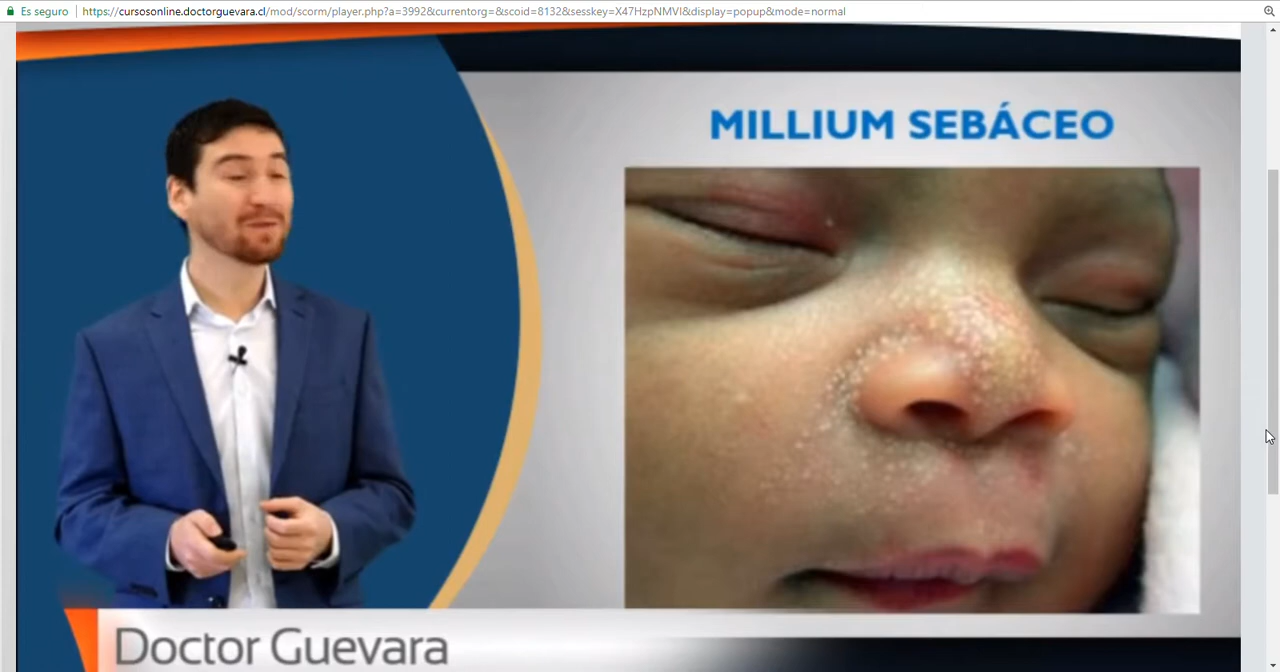 Es seguro
https://cursosonline.doctorguevara.cl/mod/scorm/player.php?a=3992&currentorg=&scoid=8132&sesskey=X47HzpNMVI&display=popup&mode=normal
MILLIUM SEBÁCEO
Doctor Guevara